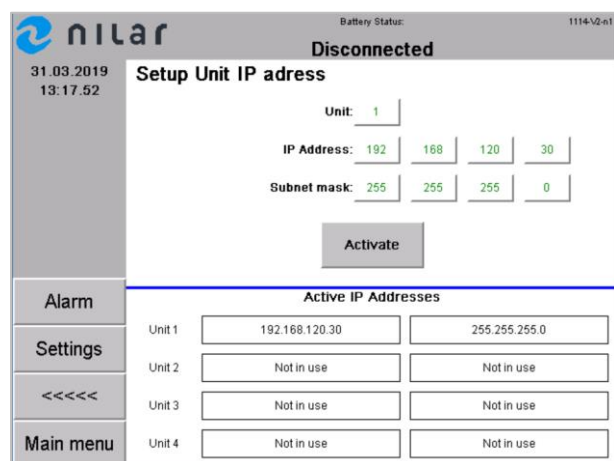 nilar
Battery Status:
1114-V2-n1
Disconnected
31.03.2019
13:17.52
Setup Unit IP adress
Unit: 1
IP Address: 192 168 120 30
Subnet mask: 255 255 255 0
Activate
Active IP Addresses
Unit 1 192.168.120.30 255.255.255.0
Unit 2 Not in use Not in use
Unit 3 Not in use Not in use
Unit 4 Not in use Not in use
Alarm
Settings
<<<<<
Main menu